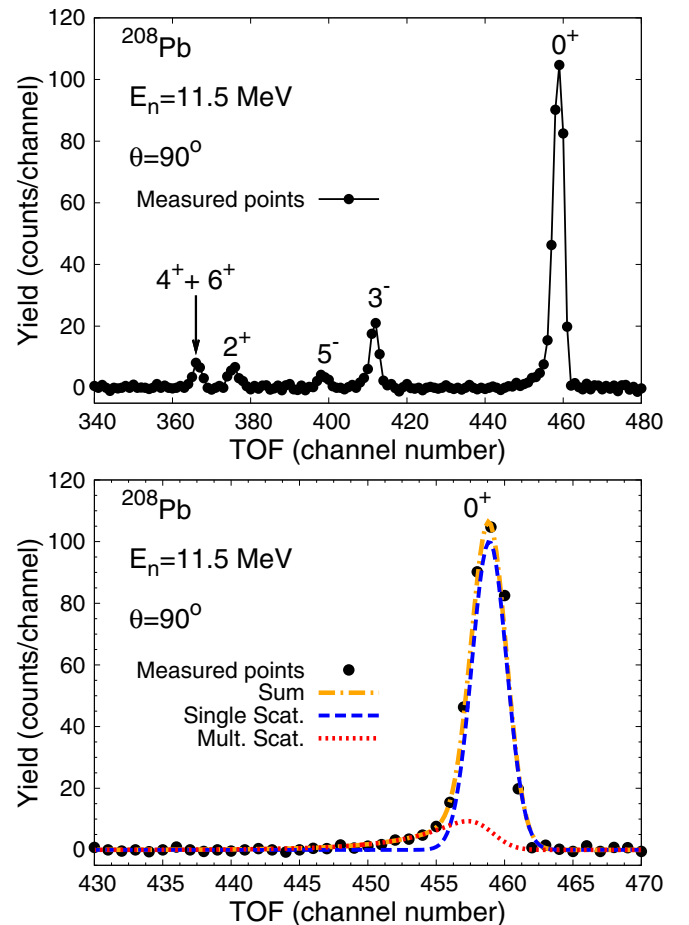 120
100
80
60
40
20
0
Yield (counts/channel)
²⁰⁸Pb
Eₙ=11.5 MeV
θ=90°
Measured points
4⁺+ 6⁺
2⁺
5⁻
3⁻
0⁺
340 360 380 400 420 440 460 480
TOF (channel number)
120
100
80
60
40
20
0
Yield (counts/channel)
²⁰⁸Pb
Eₙ=11.5 MeV
θ=90°
0⁺
Measured points
Sum
Single Scat.
Mult. Scat.
430 435 440 445 450 455 460 465 470
TOF (channel number)